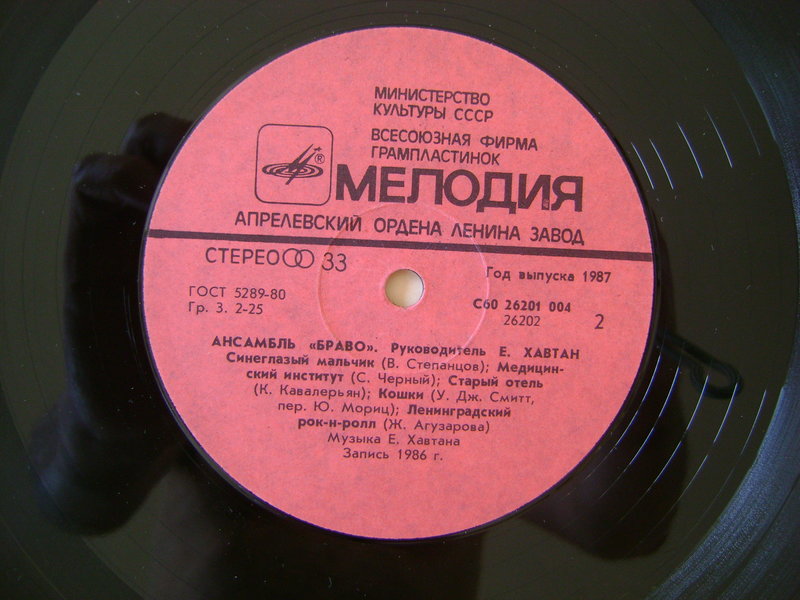 МИНИСТЕРСТВО
КУЛЬТУРЫ СССР
ВСЕСОЮЗНАЯ ФИРМА
ГРАМПЛАСТИНОК
®
МЕЛОДИЯ
АПРЕЛЕВСКИЙ ОРДЕНА ЛЕНИНА ЗАВОД
СТЕРЕО 33
Год выпуска 1987
ГОСТ 5289-80
Гр. 3. 2-25
С60 26201 004
26202
2
АНСАМБЛЬ «БРАВО». Руководитель Е. ХАВТАН
Синеглазый мальчик (В. Степанцов); Медицин-
ский институт (С. Черный); Старый отель
(К. Кавалерьян); Кошки (У. Дж. Смитт,
пер. Ю. Мориц); Ленинградский
рок-н-ролл (Ж. Агузарова)
Музыка Е. Хавтана
Запись 1986 г.